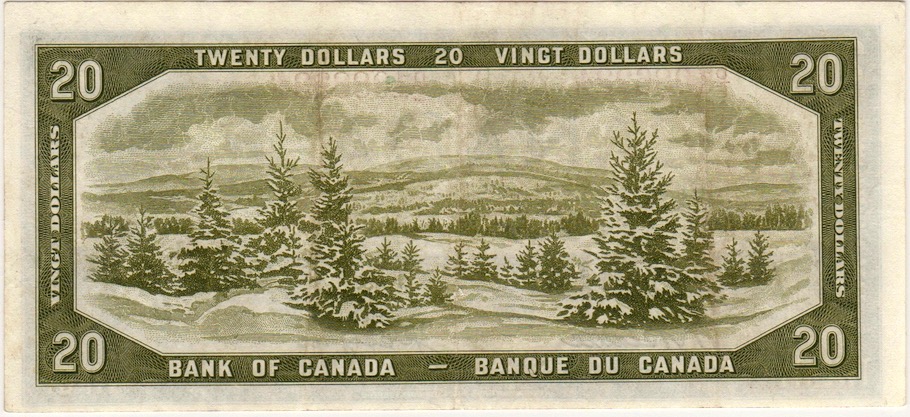 TWENTY DOLLARS 20 VINGT DOLLARS
20
20
VINGT DOLLARS
TWENTY DOLLARS
20
20
BANK OF CANADA — BANQUE DU CANADA